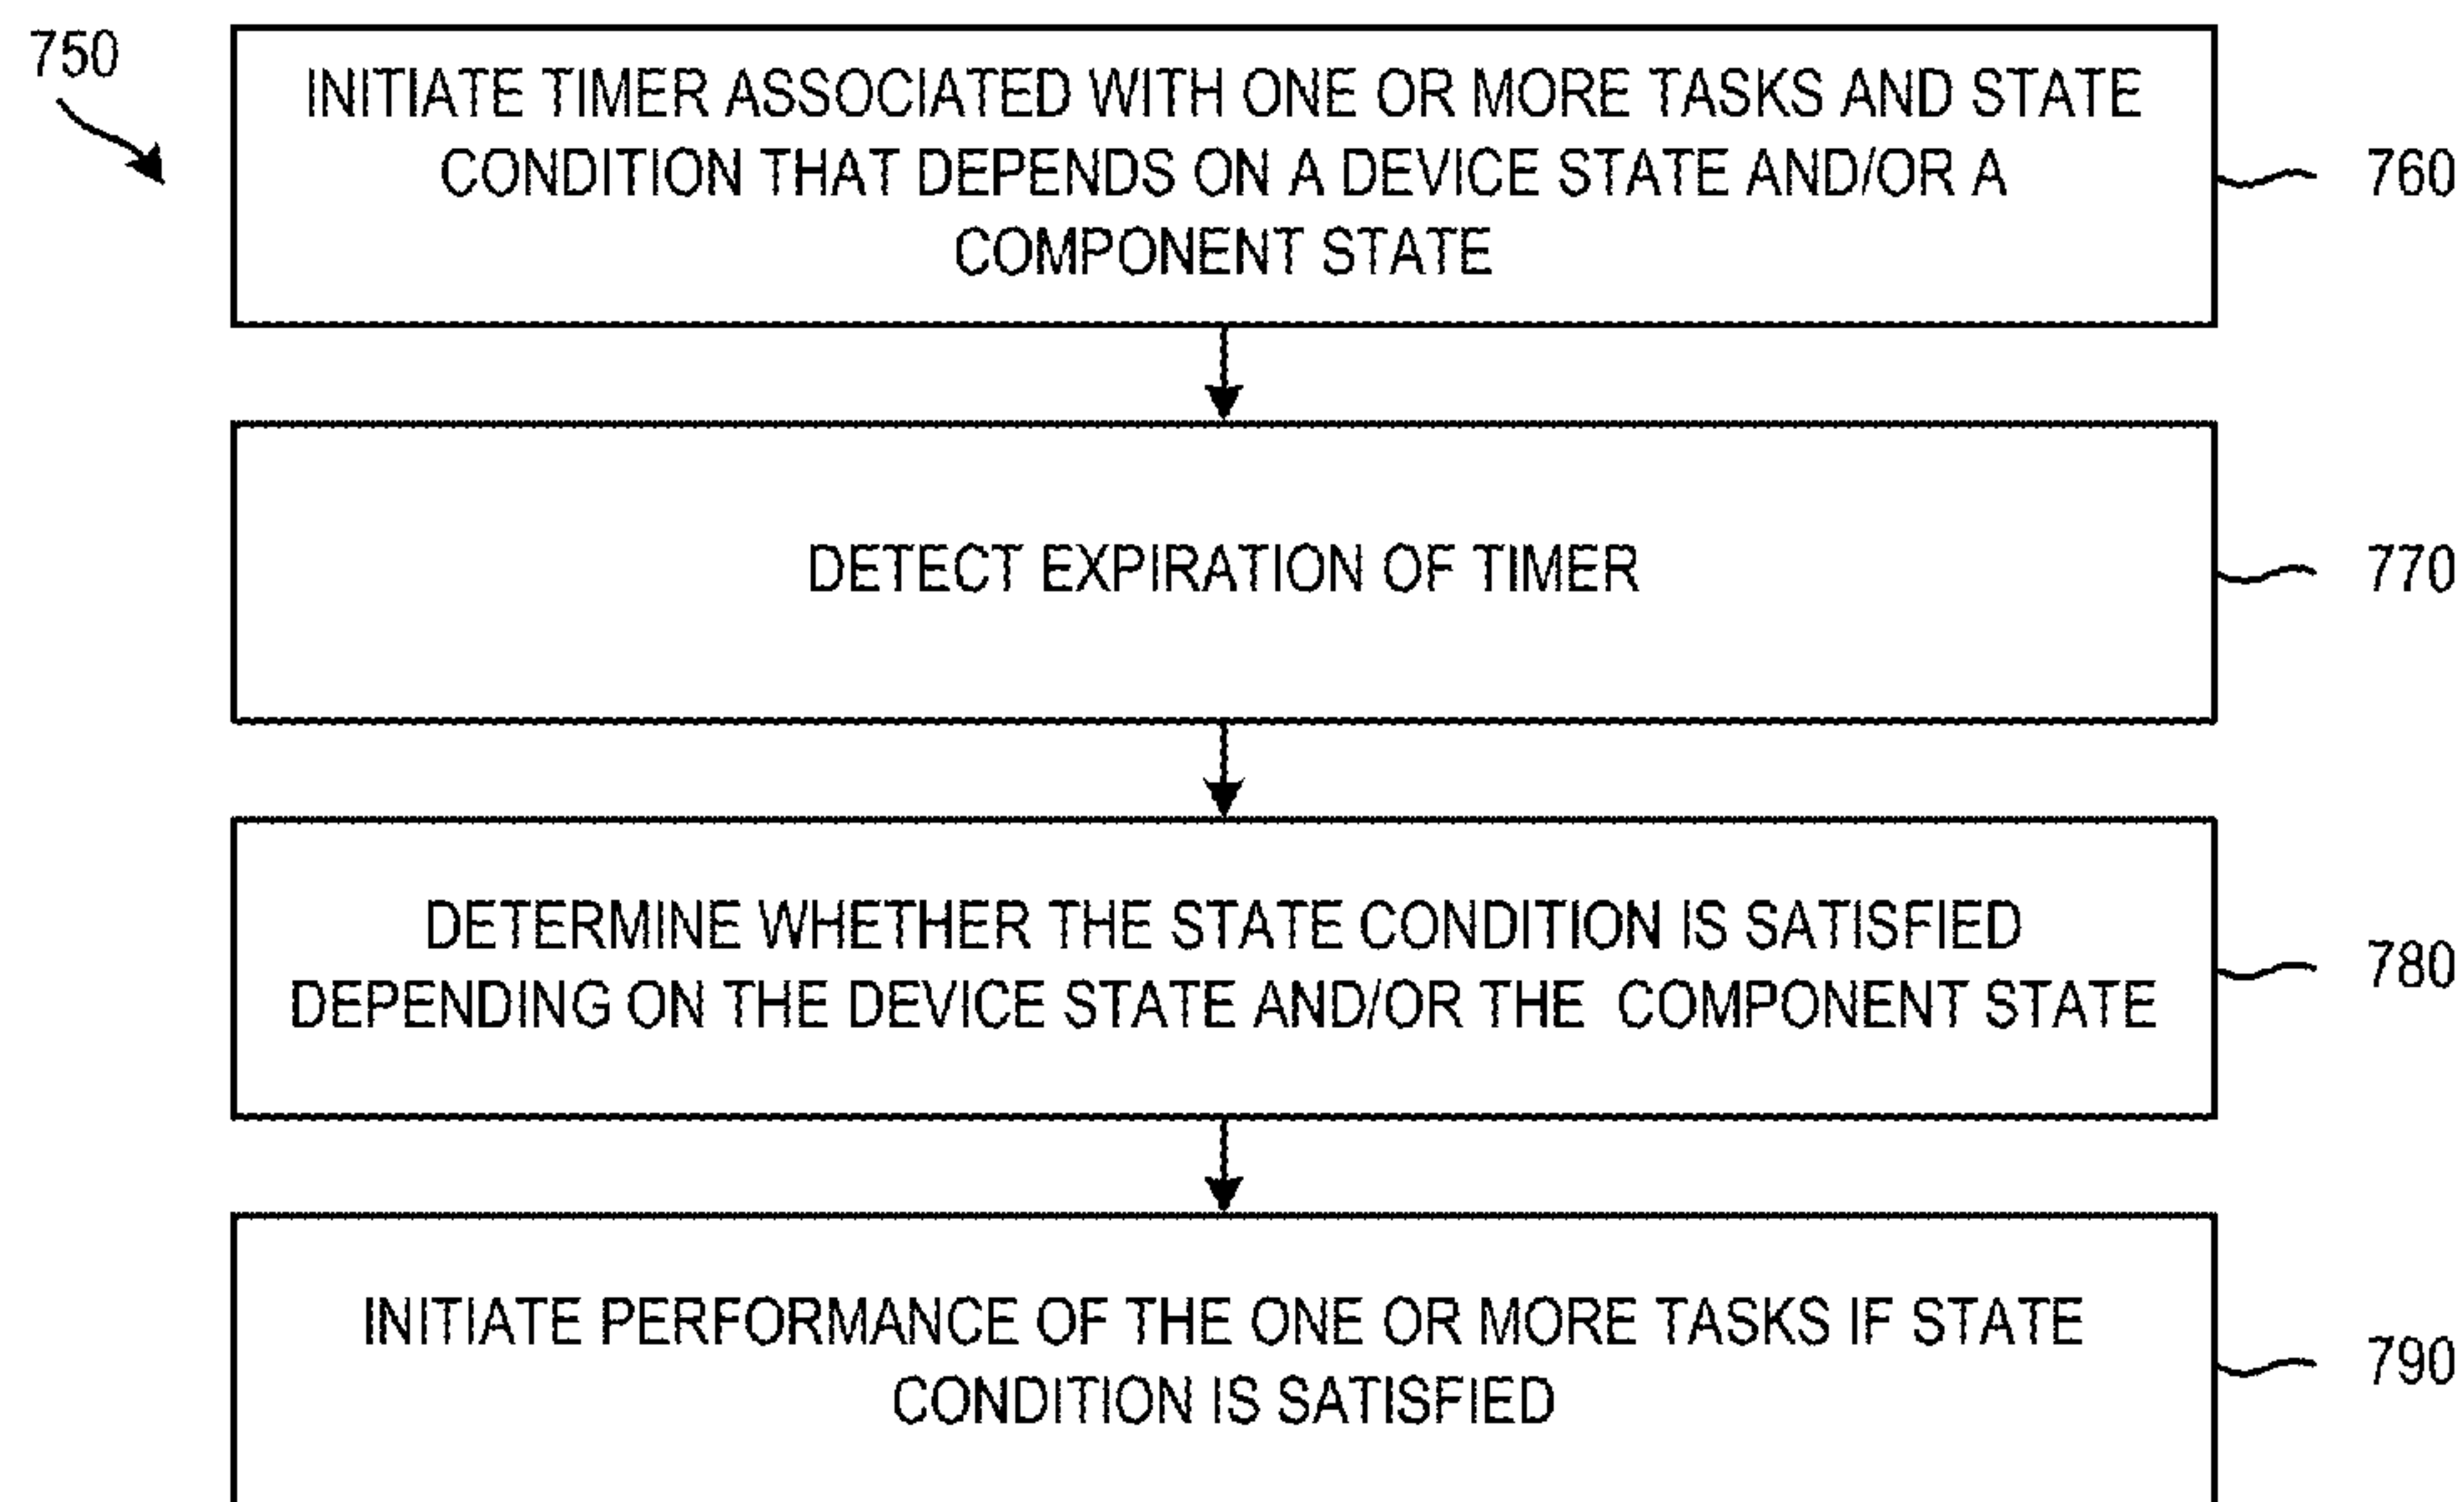 750
INITIATE TIMER ASSOCIATED WITH ONE OR MORE TASKS AND STATE
CONDITION THAT DEPENDS ON A DEVICE STATE AND/OR A
COMPONENT STATE
760
DETECT EXPIRATION OF TIMER
770
DETERMINE WHETHER THE STATE CONDITION IS SATISFIED
DEPENDING ON THE DEVICE STATE AND/OR THE COMPONENT STATE
780
INITIATE PERFORMANCE OF THE ONE OR MORE TASKS IF STATE
CONDITION IS SATISFIED
790